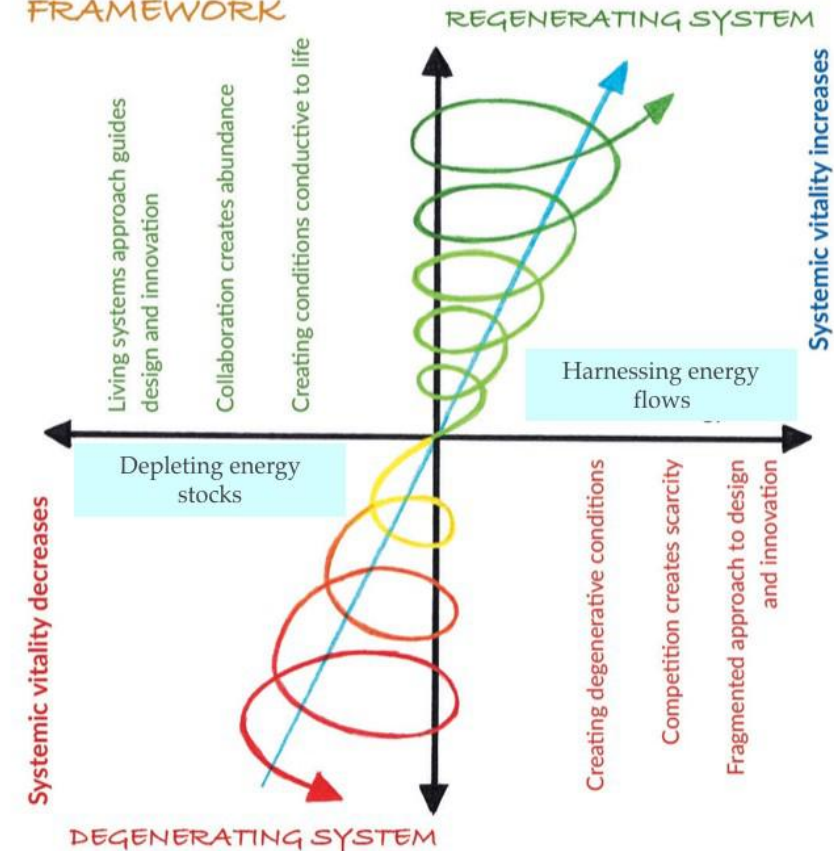 FRAMEWORK
REGENERATING SYSTEM
Living systems approach guides
design and innovation
Collaboration creates abundance
Creating conditions conductive to life
Systemic vitality increases
Harnessing energy
flows
Depleting energy
stocks
Systemic vitality decreases
Creating degenerative conditions
Competition creates scarcity
Fragmented approach to design
and innovation
DEGENERATING SYSTEM